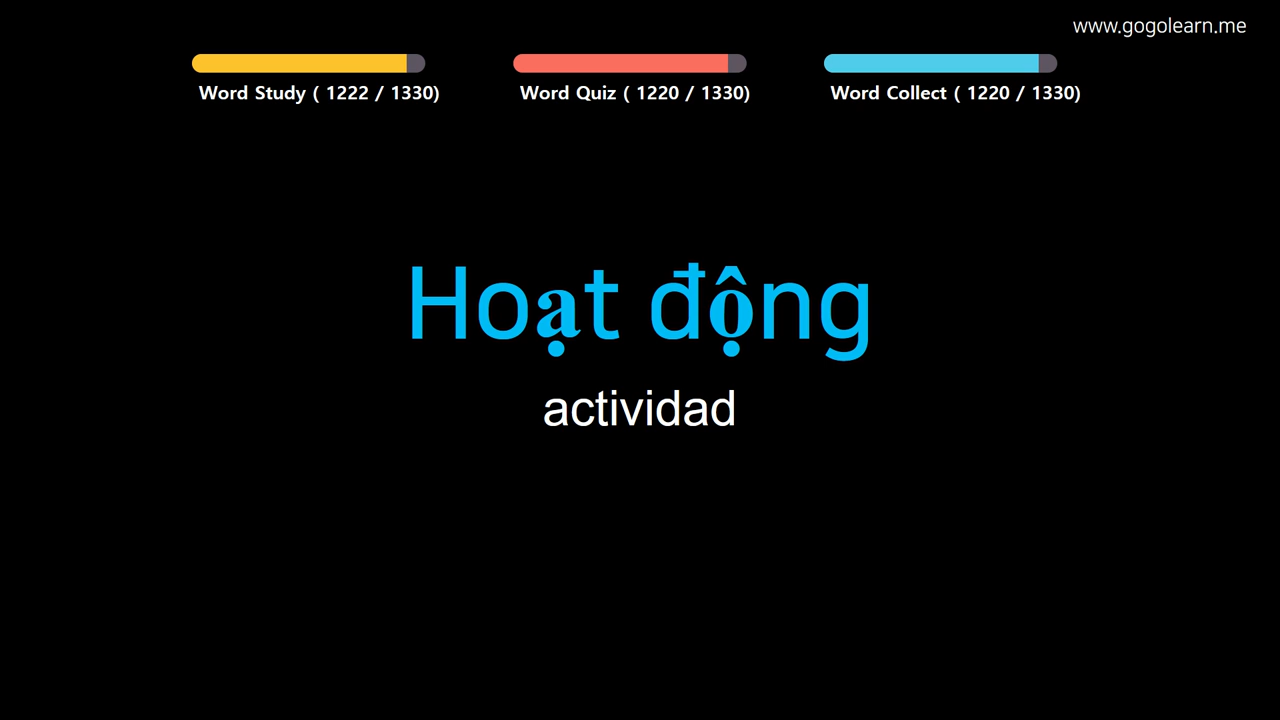 www.gogolearn.me
Word Study ( 1222 / 1330)
Word Quiz ( 1220 / 1330)
Word Collect ( 1220 / 1330)
Hoạt động
actividad